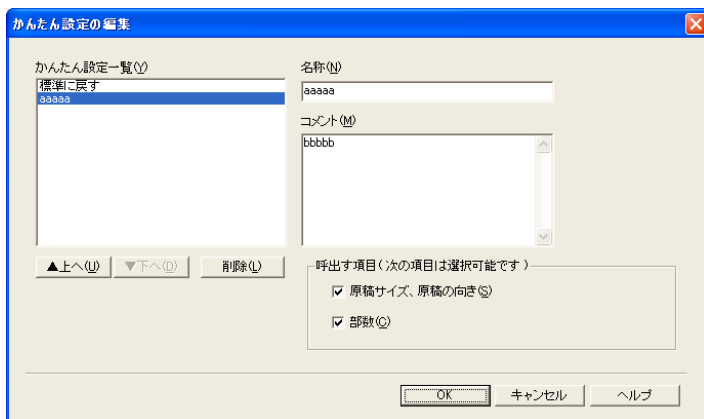 かんたん設定の編集
かんたん設定一覧(Y)
標準に戻す
aaaaa
▲上へ(U)
▼下へ(D)
削除(L)
名称(N)
aaaaa
コメント(M)
bbbbb
呼出す項目(次の項目は選択可能です)
原稿サイズ、原稿の向き(S)
部数(C)
OK
キャンセル
ヘルプ